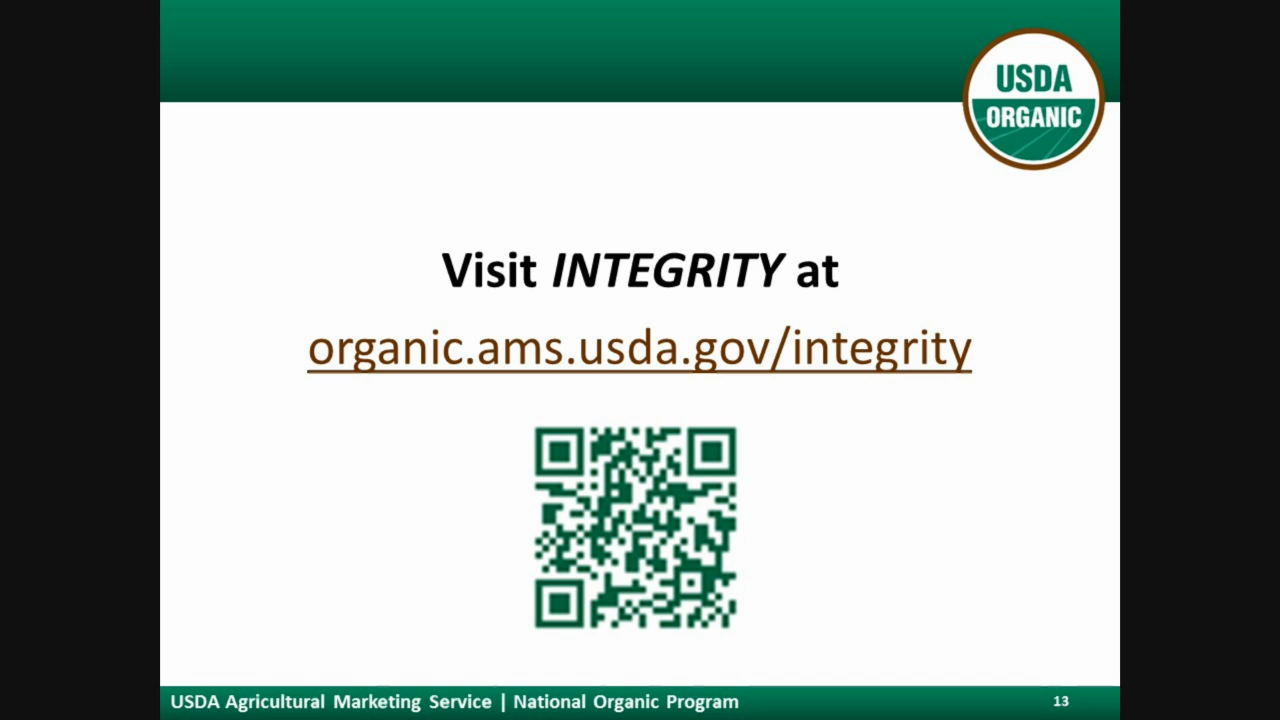 USDA
ORGANIC
Visit INTEGRITY at
organic.ams.usda.gov/integrity
USDA Agricultural Marketing Service | National Organic Program
13